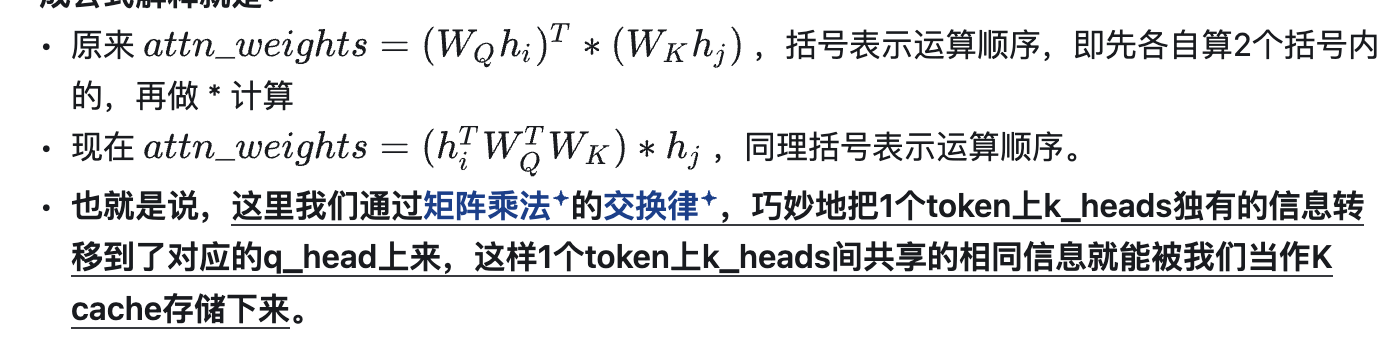 • 原来 attn_weights = (W_Q h_i)^T * (W_K h_j) ，括号表示运算顺序，即先各自算2个括号内
的，再做 * 计算
• 现在 attn_weights = (h_i^T W_Q^T W_K) * h_j ，同理括号表示运算顺序。
• 也就是说，这里我们通过矩阵乘法的交换律，巧妙地把1个token上k_heads独有的信息转
移到了对应的q_head上来，这样1个token上k_heads间共享的相同信息就能被我们当作K
cache存储下来。